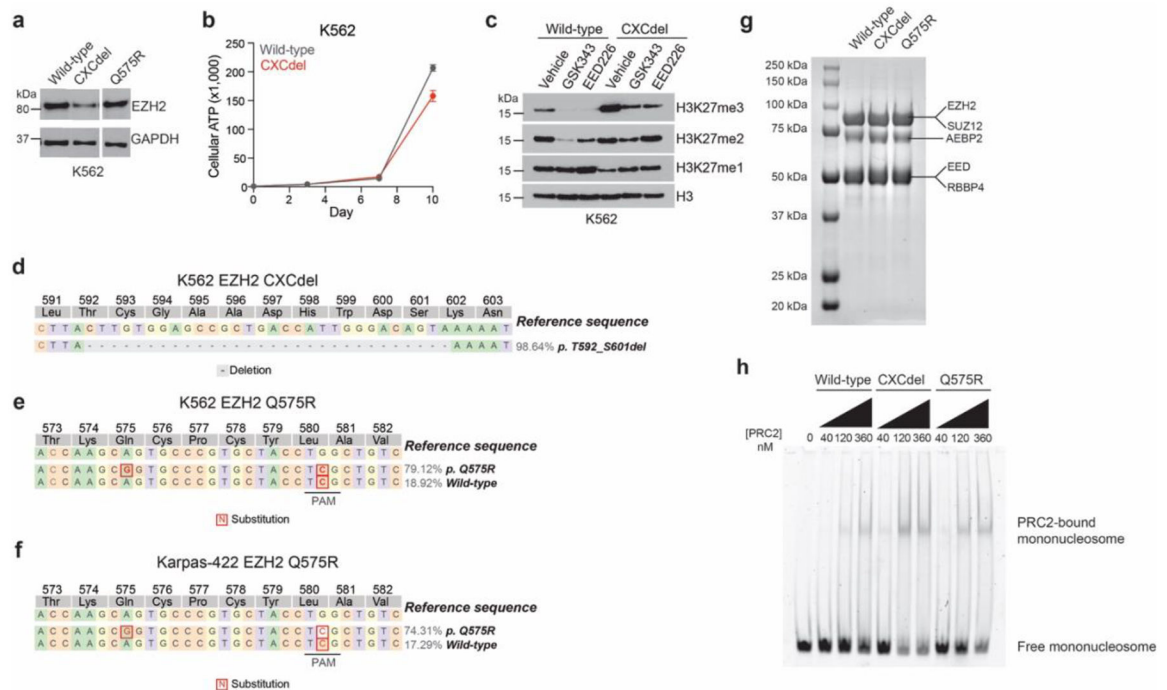 a
Wild-type CXCdel Q575R
kDa
80 EZH2
37 GAPDH
K562
b
K562
Wild-type
CXCdel
Cellular ATP (x1,000)
250
200
150
100
50
0
0 2 4 6 8 10
Day
c
Wild-type CXCdel
Vehicle GSK343 EED226 Vehicle GSK343 EED226
kDa
15 H3K27me3
15 H3K27me2
15 H3K27me1
15 H3
K562
d
K562 EZH2 CXCdel
591 592 593 594 595 596 597 598 599 600 601 602 603
Leu Thr Cys Gly Ala Ala Asp His Trp Asp Ser Lys Asn
C T T A C T T G T G G A G C C G C T G A C C A T T G G G A C A G T A A A A A T Reference sequence
C T T A - - - - - - - - - - - - - - - - - - - - - - - - - - - - - - A A A A T 98.64% p. T592_S601del
- Deletion
e
K562 EZH2 Q575R
573 574 575 576 577 578 579 580 581 582
Thr Lys Gln Cys Pro Cys Tyr Leu Ala Val
A C C A A G C A G T G C C C G T G C T A C C T G G C T G T C Reference sequence
A C C A A G C G G T G C C C G T G C T A C C T C G C T G T C 79.12% p. Q575R
A C C A A G C A G T G C C C G T G C T A C C T C G C T G T C 18.92% Wild-type
PAM
N Substitution
f
Karpas-422 EZH2 Q575R
573 574 575 576 577 578 579 580 581 582
Thr Lys Gln Cys Pro Cys Tyr Leu Ala Val
A C C A A G C A G T G C C C G T G C T A C C T G G C T G T C Reference sequence
A C C A A G C G G T G C C C G T G C T A C C T C G C T G T C 74.31% p. Q575R
A C C A A G C A G T G C C C G T G C T A C C T C G C T G T C 17.29% Wild-type
PAM
N Substitution
g
Wild-type CXCdel Q575R
250 kDa
150 kDa
100 kDa
75 kDa
50 kDa
37 kDa
25 kDa
20 kDa
EZH2
SUZ12
AEBP2
EED
RBBP4
h
Wild-type CXCdel Q575R
[PRC2] nM
0 40 120 360 40 120 360 40 120 360
PRC2-bound
mononucleosome
Free mononucleosome